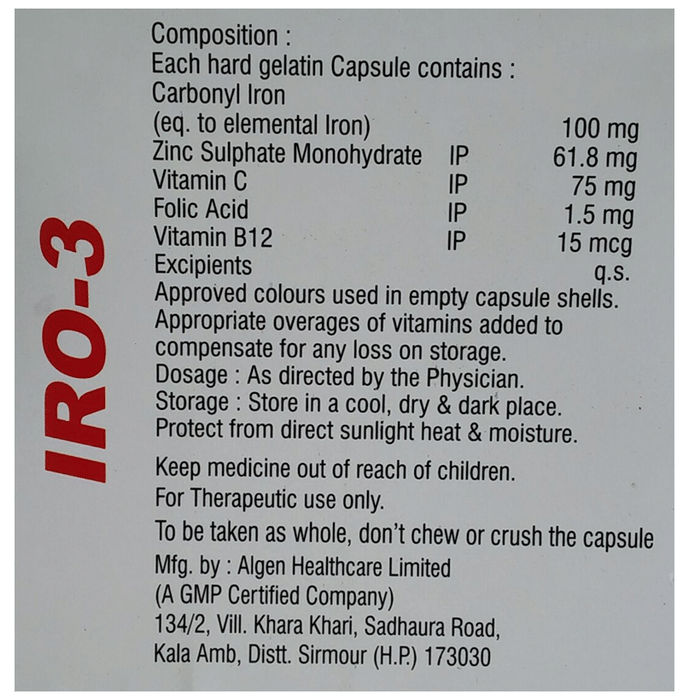 IRO-3
Composition :
Each hard gelatin Capsule contains :
Carbonyl Iron
(eq. to elemental Iron) 100 mg
Zinc Sulphate Monohydrate IP 61.8 mg
Vitamin C IP 75 mg
Folic Acid IP 1.5 mg
Vitamin B12 IP 15 mcg
Excipients q.s.
Approved colours used in empty capsule shells.
Appropriate overages of vitamins added to
compensate for any loss on storage.
Dosage : As directed by the Physician.
Storage : Store in a cool, dry & dark place.
Protect from direct sunlight heat & moisture.
Keep medicine out of reach of children.
For Therapeutic use only.
To be taken as whole, don't chew or crush the capsule
Mfg. by : Algen Healthcare Limited
(A GMP Certified Company)
134/2, Vill. Khara Khari, Sadhaura Road,
Kala Amb, Distt. Sirmour (H.P.) 173030